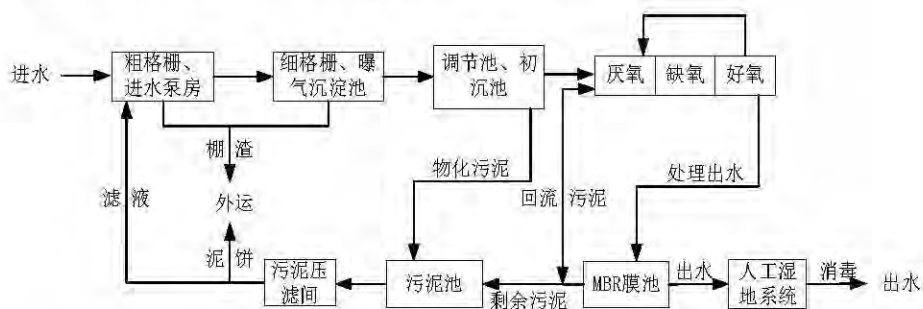 进水
粗格栅、
进水泵房
细格栅、曝
气沉淀池
调节池、初
沉池
厌氧
缺氧
好氧
棚渣
物化污泥
回流污泥
处理出水
滤液
外运
泥饼
污泥压
滤间
污泥池
剩余污泥
MBR膜池
出水
人工湿
地系统
消毒
出水